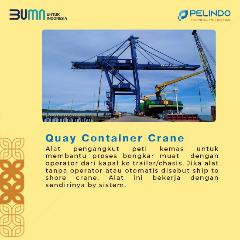 BUMN UNTUK INDONESIA
PELINDO
Quay Container Crane
Alat pengangkut peti kemas untuk
membantu proses bongkar muat dengan
operator dari kapal ke trailer/chasis. Jika alat
tanpa operator atau otomatis disebut ship to
shore crane. Alat ini bekerja dengan
sendirinya by sistem.